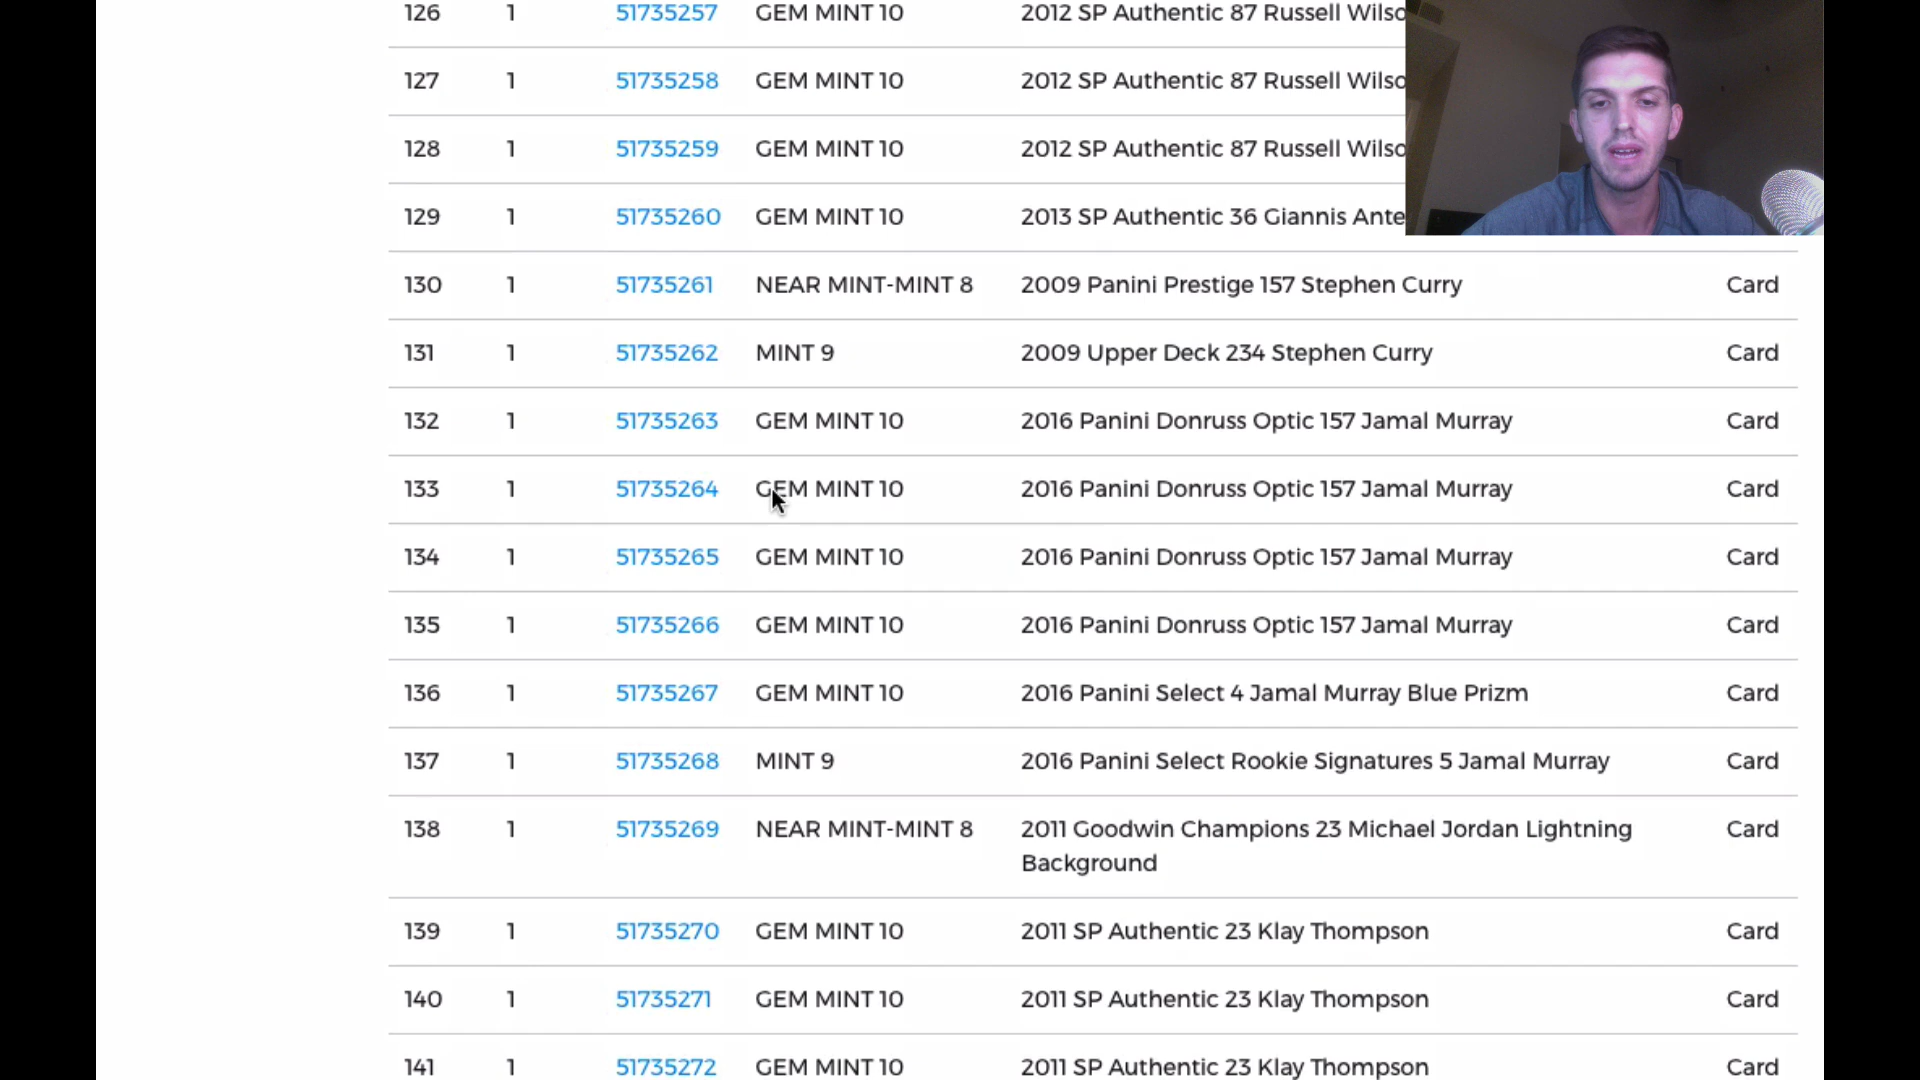 126 1 51735257 GEM MINT 10 2012 SP Authentic 87 Russell
127 1 51735258 GEM MINT 10 2012 SP Authentic 87 Russell
128 1 51735259 GEM MINT 10 2012 SP Authentic 87 Russell
129 1 51735260 GEM MINT 10 2013 SP Authentic 36 Giannis
130 1 51735261 NEAR MINT-MINT 8 2009 Panini Prestige 157 Stephen Curry Card
131 1 51735262 MINT 9 2009 Upper Deck 234 Stephen Curry Card
132 1 51735263 GEM MINT 10 2016 Panini Donruss Optic 157 Jamal Murray Card
133 1 51735264 GEM MINT 10 2016 Panini Donruss Optic 157 Jamal Murray Card
134 1 51735265 GEM MINT 10 2016 Panini Donruss Optic 157 Jamal Murray Card
135 1 51735266 GEM MINT 10 2016 Panini Donruss Optic 157 Jamal Murray Card
136 1 51735267 GEM MINT 10 2016 Panini Select 4 Jamal Murray Blue Prizm Card
137 1 51735268 MINT 9 2016 Panini Select Rookie Signatures 5 Jamal Murray Card
138 1 51735269 NEAR MINT-MINT 8 2011 Goodwin Champions 23 Michael Jordan Lightning Card
Background
139 1 51735270 GEM MINT 10 2011 SP Authentic 23 Klay Thompson Card
140 1 51735271 GEM MINT 10 2011 SP Authentic 23 Klay Thompson Card
141 1 51735272 GEM MINT 10 2011 SP Authentic 23 Klay Thompson Card